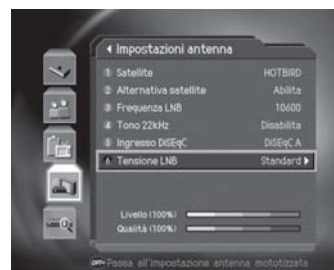 Impostazioni antenna
1 Satellite HOTBIRD
2 Alternativa satellite Abilita
3 Frequenza LNB 10600
4 Tono 22kHz Disabilita
5 Ingresso DiSEqC DiSEqC A
6 Tensione LNB Standard
Livello (100%)
Qualità (100%)
OPT+ Passa all'impostazione antenna motorizzata